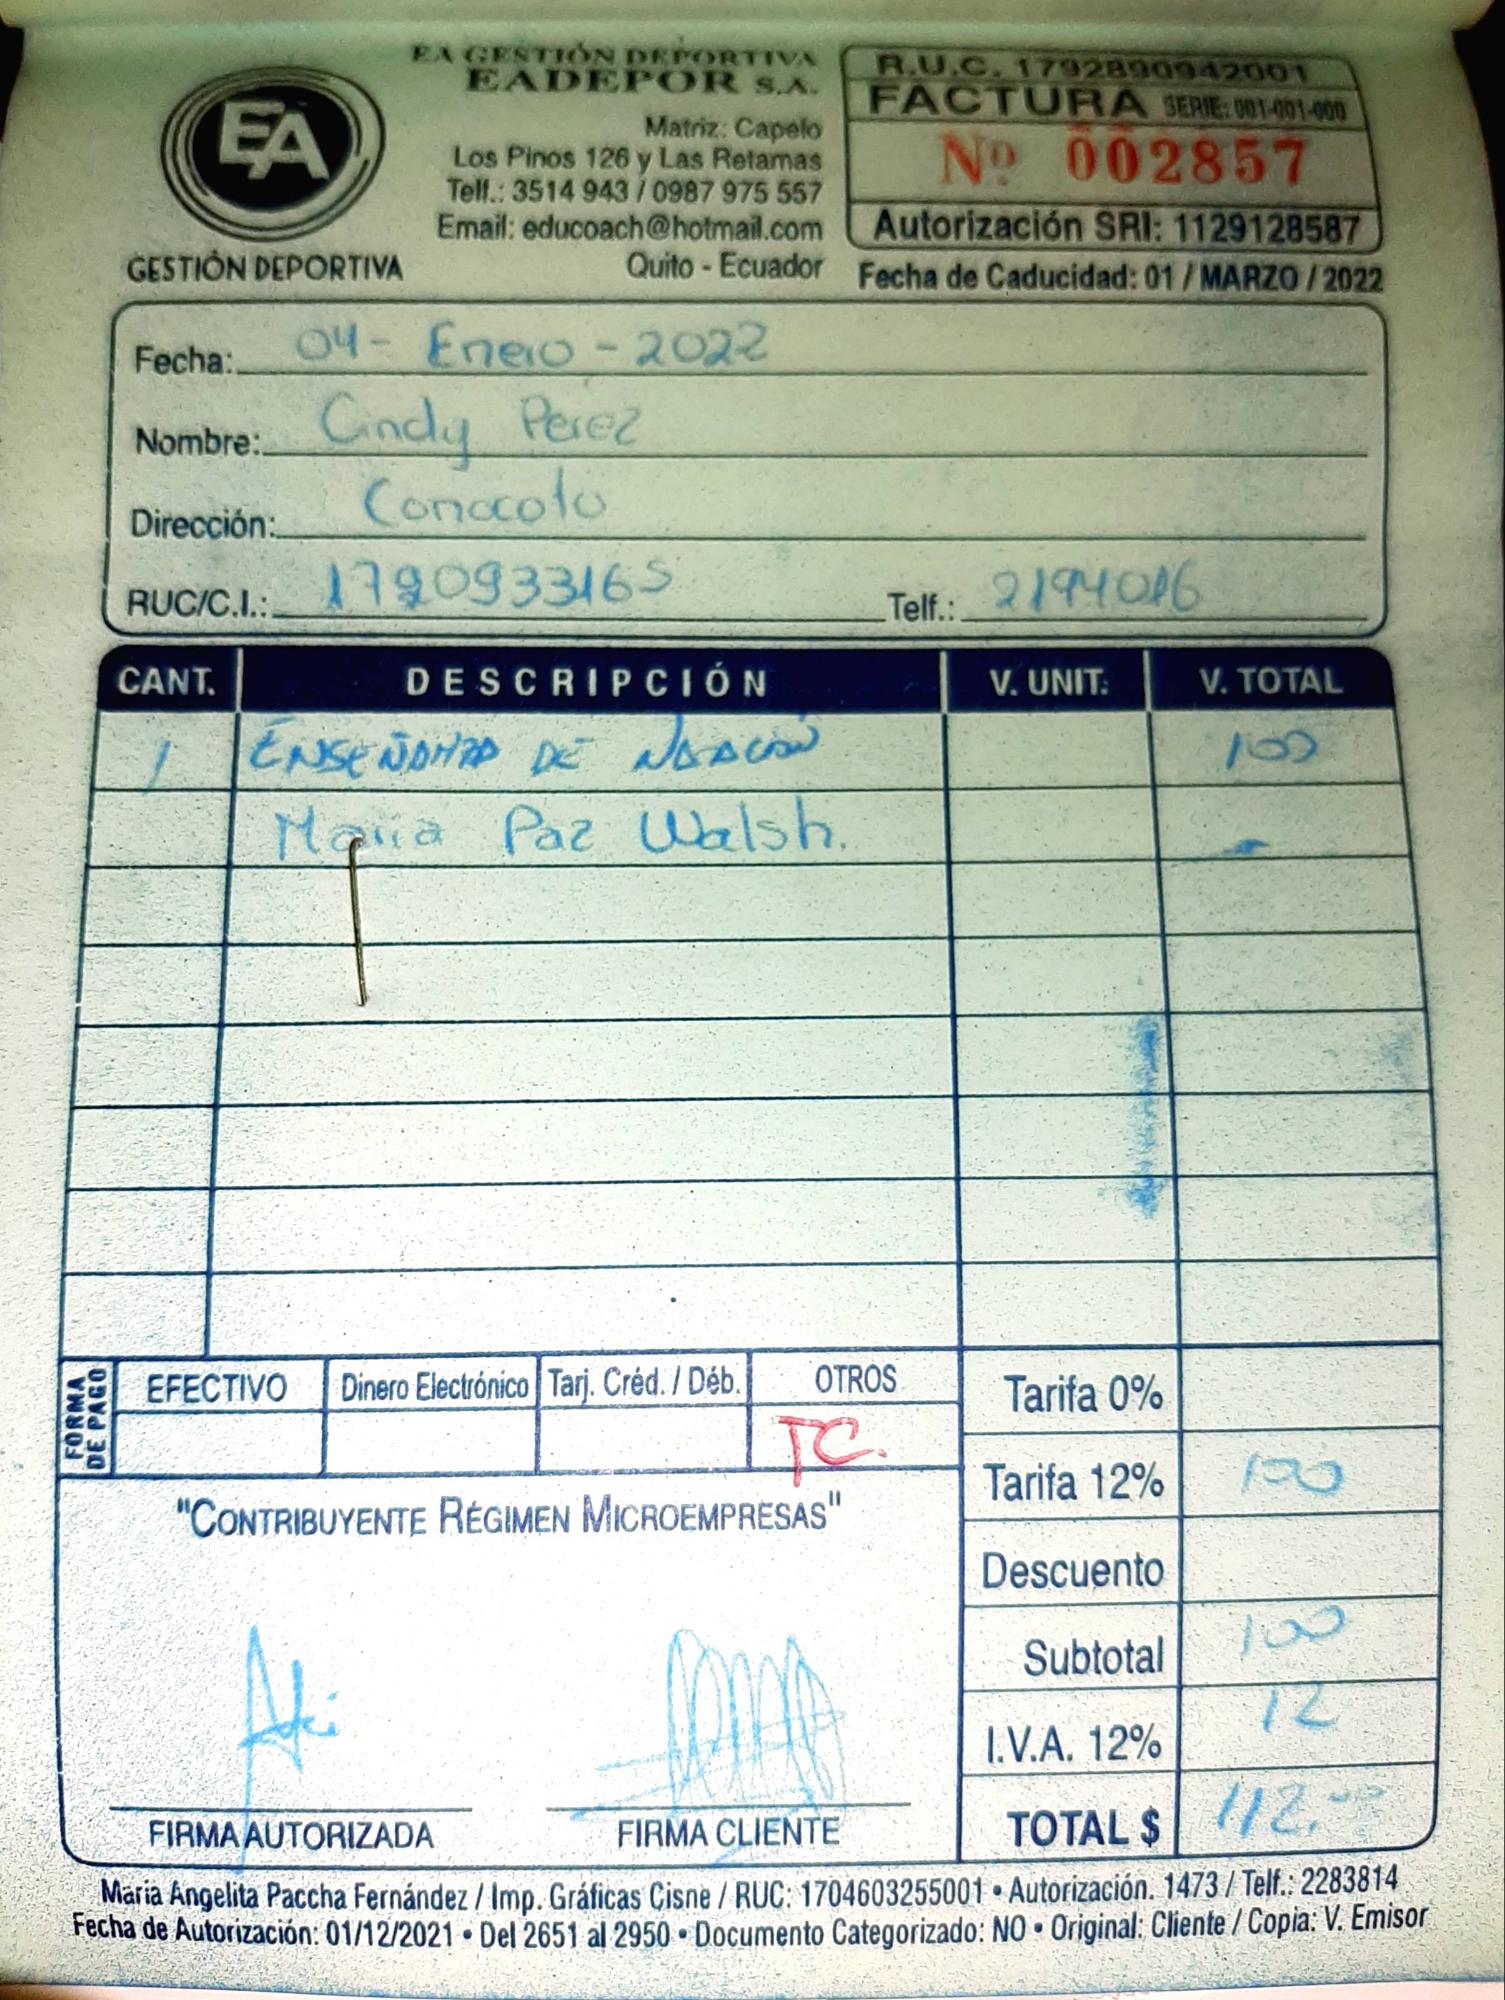 EA GESTIÓN DEPORTIVA
EADEPOR S.A.
EA
GESTIÓN DEPORTIVA
Matriz: Capelo
Los Pinos 126 y Las Retamas
Telf.: 3514 943 / 0987 975 557
Email: educoach@hotmail.com
Quito - Ecuador
R.U.C. 1792890942001
FACTURA SERIE: 001-001-000
Nº 002857
Autorización SRI: 1129128587
Fecha de Caducidad: 01 / MARZO / 2022
Fecha: 04 - Enero - 2022
Nombre: Cindy Perez
Dirección: Conocoto
RUC/C.I.: Telf.: 2194016
CANT. DESCRIPCIÓN V. UNIT: V. TOTAL
1 ENSEÑANZA DE NATACIÓN 100
Maria Paz Walsh. -
FORMA DE PAGO
EFECTIVO Dinero Electrónico Tarj. Créd. / Déb. OTROS
TC.
Tarifa 0%
Tarifa 12% 100
Descuento
Subtotal 100
I.V.A. 12% 12
TOTAL $ 112.--
"CONTRIBUYENTE RÉGIMEN MICROEMPRESAS"
FIRMA AUTORIZADA FIRMA CLIENTE
Maria Angelita Paccha Fernández / Imp. Gráficas Cisne / RUC: 1704603255001 • Autorización. 1473 / Telf.: 2283814
Fecha de Autorización: 01/12/2021 • Del 2651 al 2950 • Documento Categorizado: NO • Original: Cliente / Copia: V. Emisor